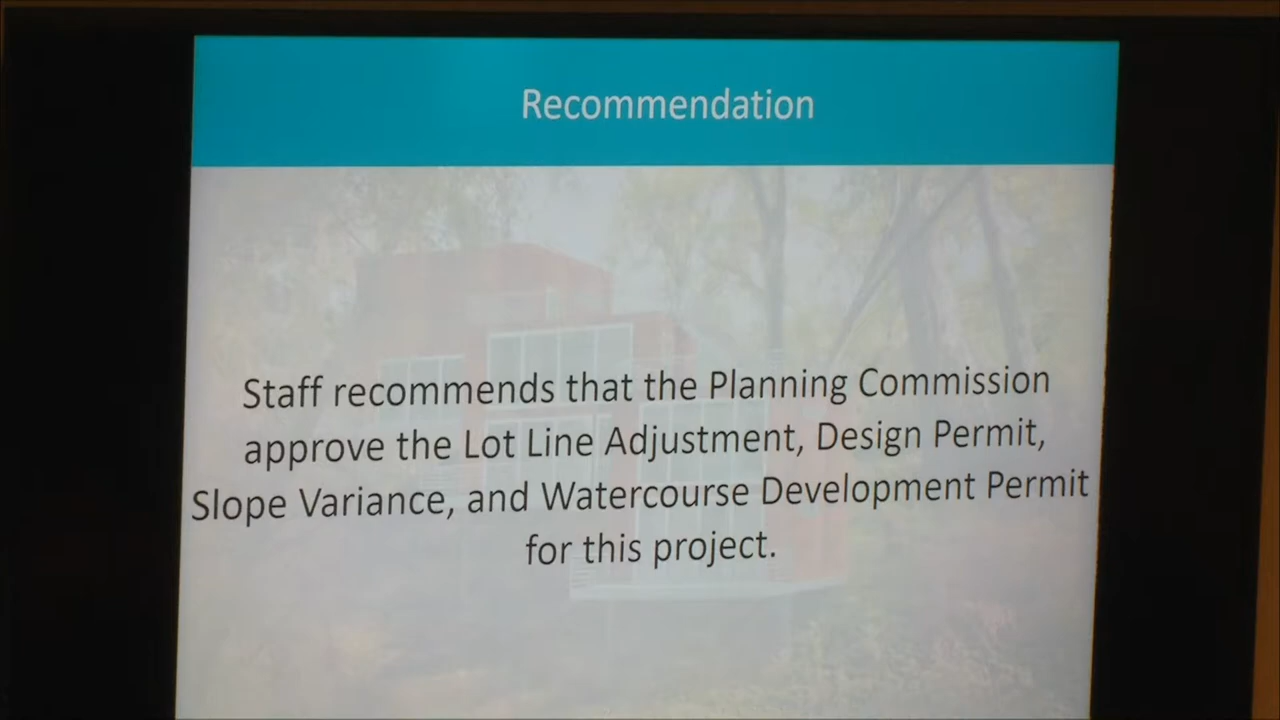 Recommendation
Staff recommends that the Planning Commission
approve the Lot Line Adjustment, Design Permit,
Slope Variance, and Watercourse Development Permit
for this project.